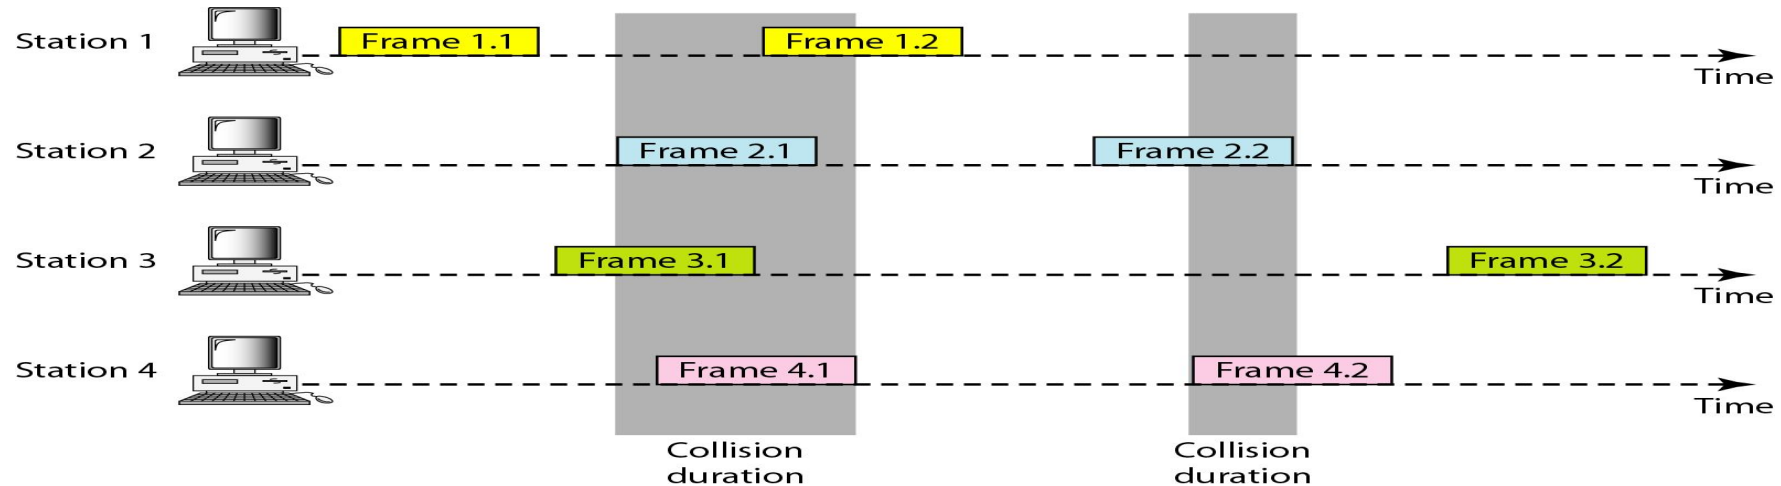 Station 1
Frame 1.1
Frame 1.2
Time
Station 2
Frame 2.1
Frame 2.2
Time
Station 3
Frame 3.1
Frame 3.2
Time
Station 4
Frame 4.1
Frame 4.2
Time
Collision
duration
Collision
duration